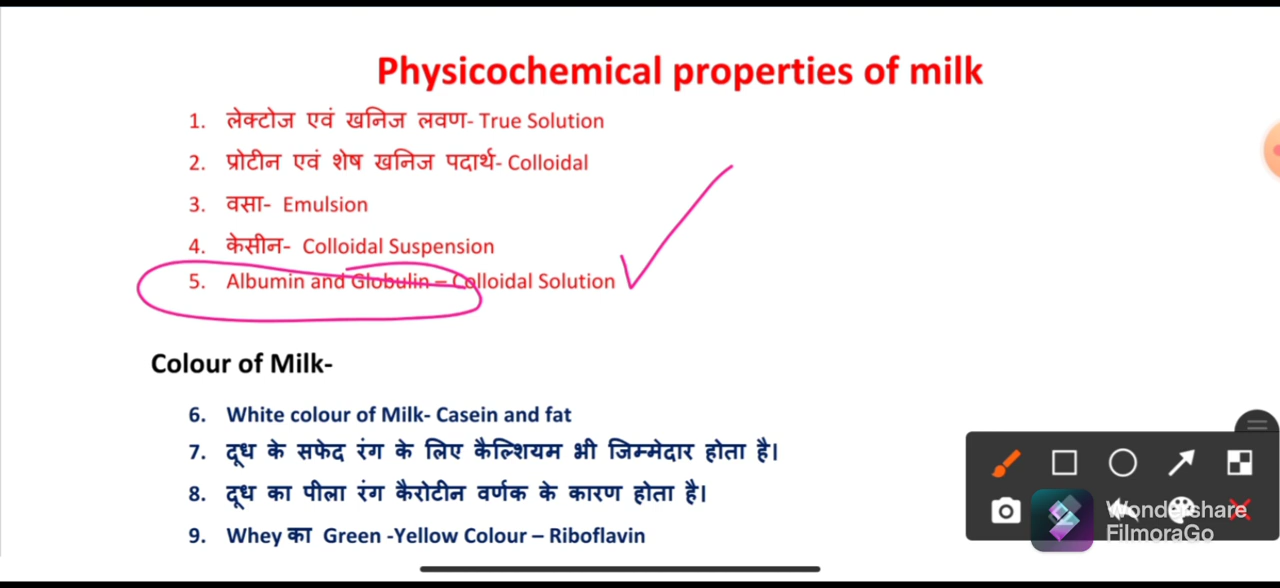 Physicochemical properties of milk
1. लेक्टोज एवं खनिज लवण- True Solution
2. प्रोटीन एवं शेष खनिज पदार्थ- Colloidal
3. वसा- Emulsion
4. केसीन- Colloidal Suspension
5. Albumin and Globulin – Colloidal Solution
Colour of Milk-
6. White colour of Milk- Casein and fat
7. दूध के सफेद रंग के लिए कैल्शियम भी जिम्मेदार होता है।
8. दूध का पीला रंग कैरोटीन वर्णक के कारण होता है।
9. Whey का Green -Yellow Colour – Riboflavin
Wondershare
FilmoraGo